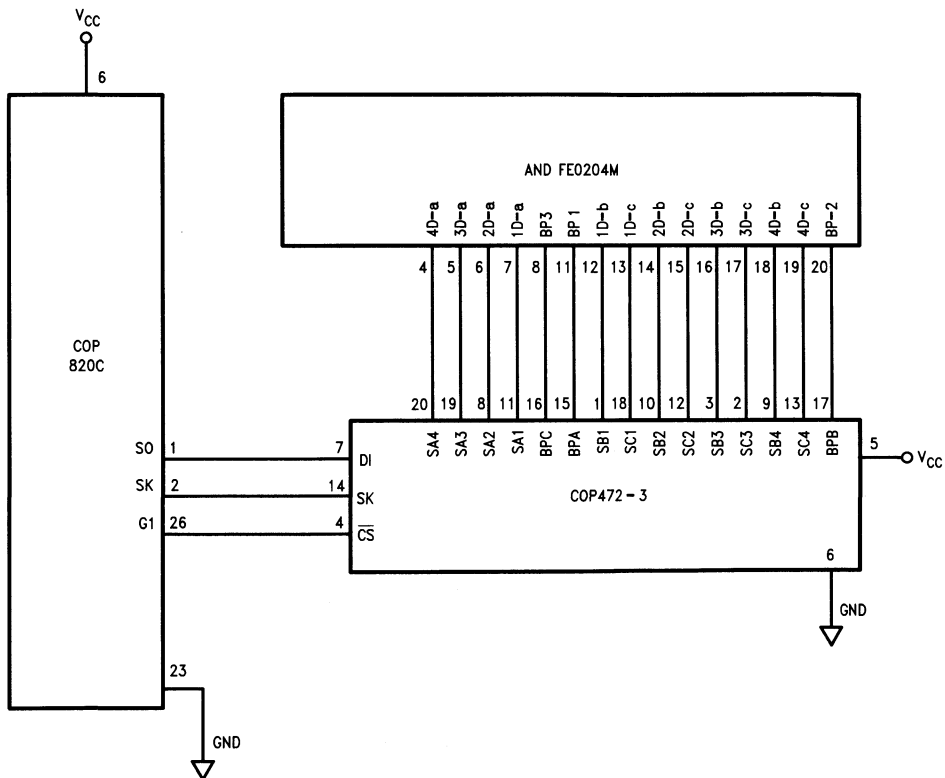 VCC
6
AND FE0204M
4D-a 3D-a 2D-a 1D-a BP3 BP1 1D-b 1D-c 2D-b 2D-c 3D-b 3D-c 4D-b 4D-c BP-2
4 5 6 7 8 11 12 13 14 15 16 17 18 19 20
COP
820C
20 19 8 11 16 15 1 18 10 12 3 2 9 13 17
SA4 SA3 SA2 SA1 BPC BPA SB1 SC1 SB2 SC2 SB3 SC3 SB4 SC4 BPB
SO 1 7 DI
5 VCC
SK 2 14 SK
COP472-3
G1 26 4 CS
6
GND
23
GND